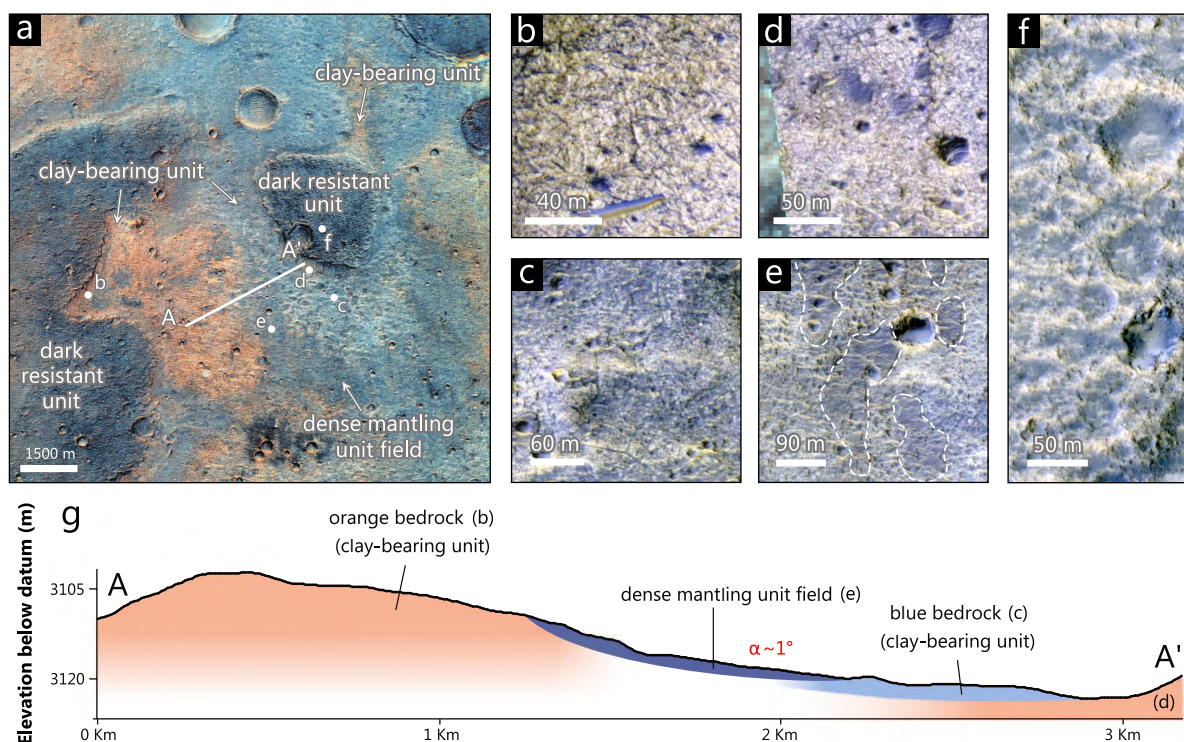 a
clay-bearing unit
clay-bearing unit
dark resistant
unit
f
A'
d
b
c
A
e
dark
resistant
unit
dense mantling
unit field
1500 m
b
40 m
d
50 m
c
60 m
e
90 m
f
50 m
g
Elevation below datum (m)
3105
3120
A
orange bedrock (b)
(clay-bearing unit)
dense mantling unit field (e)
α ~ 1°
blue bedrock (c)
(clay-bearing unit)
A'
(d)
0 Km
1 Km
2 Km
3 Km